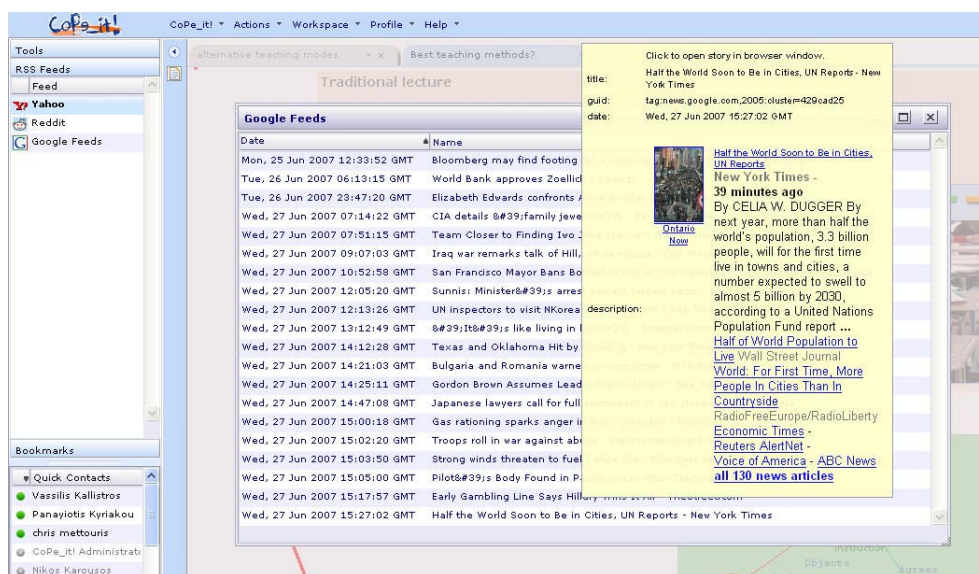 CoPe_it!
CoPe_it! Actions Workspace Profile Help
Tools
RSS Feeds
Feed
Yahoo
Reddit
Google Feeds
Bookmarks
Quick Contacts
Vassilis Kallistros
Panayiotis Kyriakou
chris mettouris
CoPe_it! Administrato
Nikos Karousos
alternative teaching modes
Best teaching methods?
Traditional lecture
Google Feeds
Date Name
Mon, 25 Jun 2007 12:33:52 GMT Bloomberg may find footing
Tue, 26 Jun 2007 06:13:15 GMT World Bank approves Zoellic
Tue, 26 Jun 2007 23:47:20 GMT Elizabeth Edwards confronts
Wed, 27 Jun 2007 07:14:22 GMT CIA details &#39;family jewe
Wed, 27 Jun 2007 07:51:15 GMT Team Closer to Finding Iwo
Wed, 27 Jun 2007 09:07:03 GMT Iraq war remarks talk of Hill,
Wed, 27 Jun 2007 10:52:58 GMT San Francisco Mayor Bans Bo
Wed, 27 Jun 2007 12:05:20 GMT Sunnis: Minister&#39;s arres
Wed, 27 Jun 2007 12:13:26 GMT UN inspectors to visit NKorea
Wed, 27 Jun 2007 13:12:49 GMT &#39;It&#39;s like living in
Wed, 27 Jun 2007 14:12:28 GMT Texas and Oklahoma Hit by
Wed, 27 Jun 2007 14:21:03 GMT Bulgaria and Romania warne
Wed, 27 Jun 2007 14:25:11 GMT Gordon Brown Assumes Lead
Wed, 27 Jun 2007 14:47:08 GMT Japanese lawyers call for full
Wed, 27 Jun 2007 15:00:18 GMT Gas rationing sparks anger i
Wed, 27 Jun 2007 15:02:20 GMT Troops roll in war against ab
Wed, 27 Jun 2007 15:03:50 GMT Strong winds threaten to fuel
Wed, 27 Jun 2007 15:05:00 GMT Pilot&#39;s Body Found in P
Wed, 27 Jun 2007 15:17:57 GMT Early Gambling Line Says Hillary Wins It All - TheStreet.com
Wed, 27 Jun 2007 15:27:02 GMT Half the World Soon to Be in Cities, UN Reports - New York Times
Click to open story in browser window.
title: Half the World Soon to Be in Cities, UN Reports - New
York Times
guid: tag:news.google.com,2005:cluster=429cad25
date: Wed, 27 Jun 2007 15:27:02 GMT
description:
Ontario
Now
Half the World Soon to Be in Cities,
UN Reports
New York Times -
39 minutes ago
By CELIA W. DUGGER By
next year, more than half the
world's population, 3.3 billion
people, will for the first time
live in towns and cities, a
number expected to swell to
almost 5 billion by 2030,
according to a United Nations
Population Fund report ...
Half of World Population to
Live Wall Street Journal
World: For First Time, More
People In Cities Than In
Countryside
RadioFreeEurope/RadioLiberty
Economic Times -
Reuters AlertNet -
Voice of America - ABC News
all 130 news articles
Instruction
Objects
Agrees